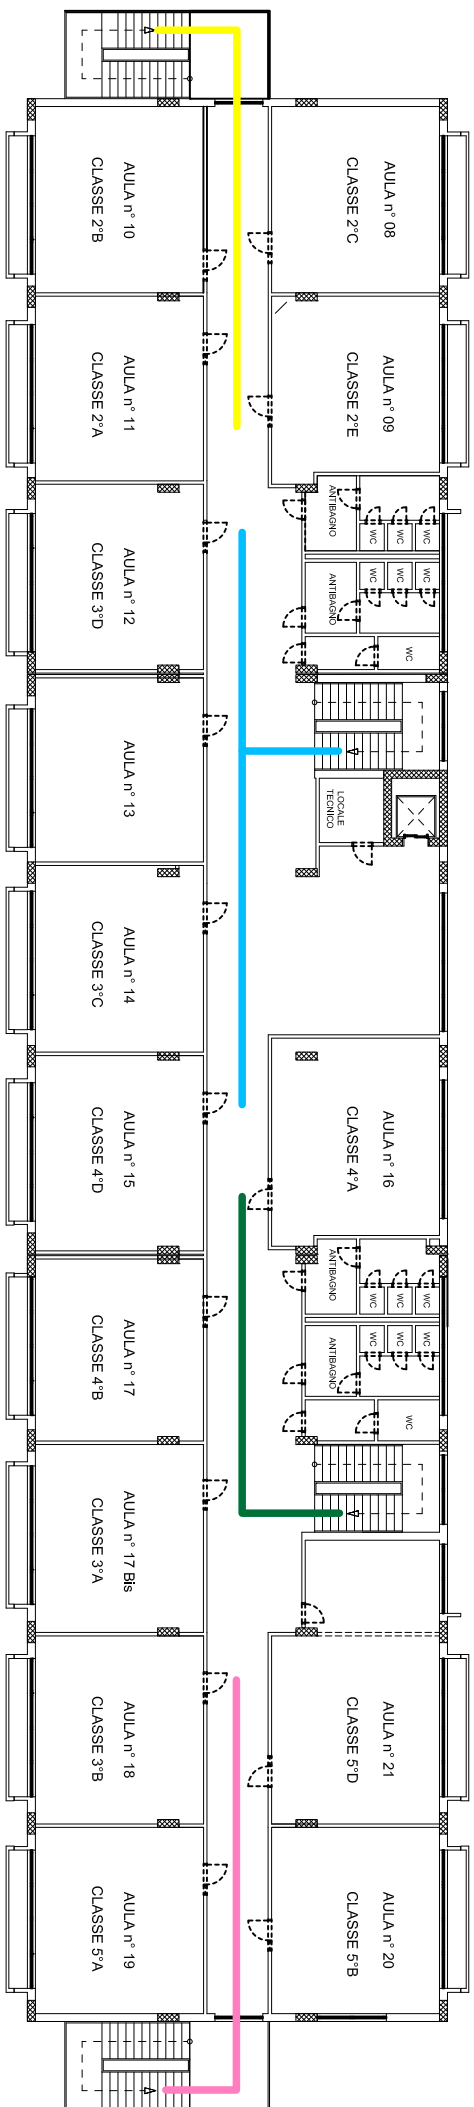 AULA n° 10
CLASSE 2°B
AULA n° 08
CLASSE 2°C
AULA n° 11
CLASSE 2°A
AULA n° 09
CLASSE 2°E
ANTIBAGNO
WC
WC
WC
AULA n° 12
CLASSE 3°D
ANTIBAGNO
WC
WC
WC
WC
AULA n° 13
LOCALE
TECNICO
AULA n° 14
CLASSE 3°C
AULA n° 15
CLASSE 4°D
AULA n° 16
CLASSE 4°A
ANTIBAGNO
WC
WC
WC
AULA n° 17
CLASSE 4°B
ANTIBAGNO
WC
WC
WC
WC
AULA n° 17 Bis
CLASSE 3°A
AULA n° 18
CLASSE 3°B
AULA n° 21
CLASSE 5°D
AULA n° 19
CLASSE 5°A
AULA n° 20
CLASSE 5°B